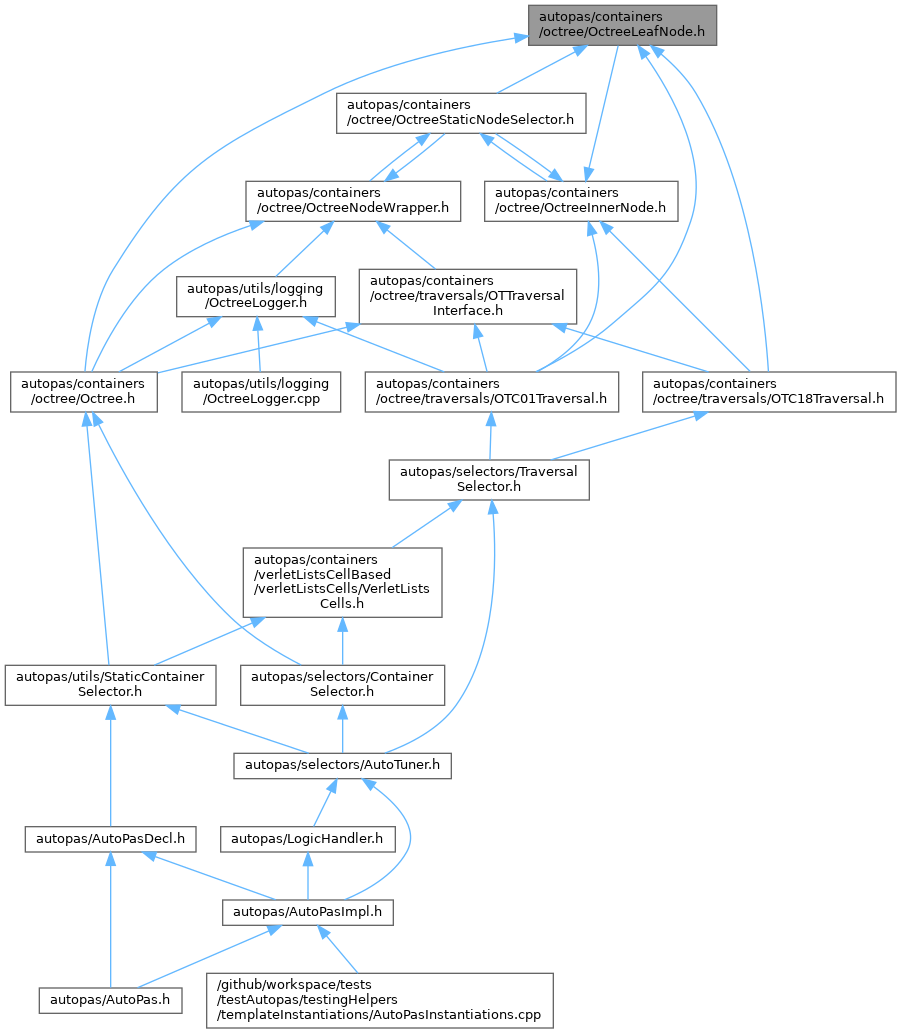 autopas/containers
/octree/OctreeLeafNode.h
autopas/containers
/octree/OctreeStaticNodeSelector.h
autopas/containers
/octree/OctreeNodeWrapper.h
autopas/containers
/octree/OctreeInnerNode.h
autopas/utils/logging
/OctreeLogger.h
autopas/containers
/octree/traversals/OTTraversal
Interface.h
autopas/containers
/octree/Octree.h
autopas/utils/logging
/OctreeLogger.cpp
autopas/containers
/octree/traversals/OTC01Traversal.h
autopas/containers
/octree/traversals/OTC18Traversal.h
autopas/selectors/Traversal
Selector.h
autopas/containers
/verletListsCellBased
/verletListsCells/VerletLists
Cells.h
autopas/utils/StaticContainer
Selector.h
autopas/selectors/Container
Selector.h
autopas/selectors/AutoTuner.h
autopas/AutoPasDecl.h
autopas/LogicHandler.h
autopas/AutoPasImpl.h
autopas/AutoPas.h
/github/workspace/tests
/testAutopas/testingHelpers
/templateInstantiations/AutoPasInstantiations.cpp